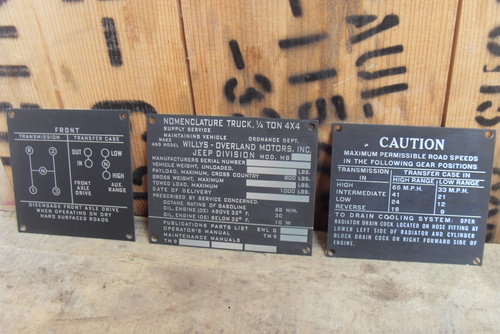 FRONT
TRANSMISSION TRANSFER CASE
OUT LOW
N
IN HIGH
FRONT AXLE DRIVE
AUX. RANGE
DISENGAGE FRONT AXLE DRIVE
WHEN OPERATING ON DRY
HARD SURFACED ROADS
NOMENCLATURE TRUCK, ¼ TON 4X4
SUPPLY SERVICE
MAINTAINING VEHICLE ORDNANCE DEPT.
MAKE AND MODEL WILLYS-OVERLAND MOTORS, INC.
JEEP DIVISION MOD. MB
MANUFACTURERS SERIAL NUMBER
VEHICLE WEIGHT, UNLOADED.
PAYLOAD, MAXIMUM, CROSS COUNTRY 800 LBS
GROSS WEIGHT, MAXIMUM LBS
TOWED LOAD, MAXIMUM 1000 LBS
DATE OF DELIVERY
PRESCRIBED BY SERVICE CONCERNED.
OCTANE RATING OF GASOLINE 68 MIN.
OIL, ENGINE (OE) ABOVE 32° F. 30
OIL, ENGINE (OE) BELOW 32° F. 10 W
PUBLICATIONS PARTS LIST SNL G
OPERATOR'S MANUAL TM 9
MAINTENANCE MANUALS
TM 9
CAUTION
MAXIMUM PERMISSIBLE ROAD SPEEDS
IN THE FOLLOWING GEAR POSITIONS
TRANSMISSION IN TRANSFER CASE IN
HIGH RANGE LOW RANGE
HIGH 65 M.P.H. 33 M.P.H.
INTERMEDIATE 41 21
LOW 24 12
REVERSE 18 9
TO DRAIN COOLING SYSTEM: OPEN
RADIATOR DRAIN COCK LOCATED ON HOSE FITTING AT
LOWER LEFT SIDE OF RADIATOR AND CYLINDER
BLOCK DRAIN COCK ON RIGHT FORWARD SIDE OF
ENGINE.